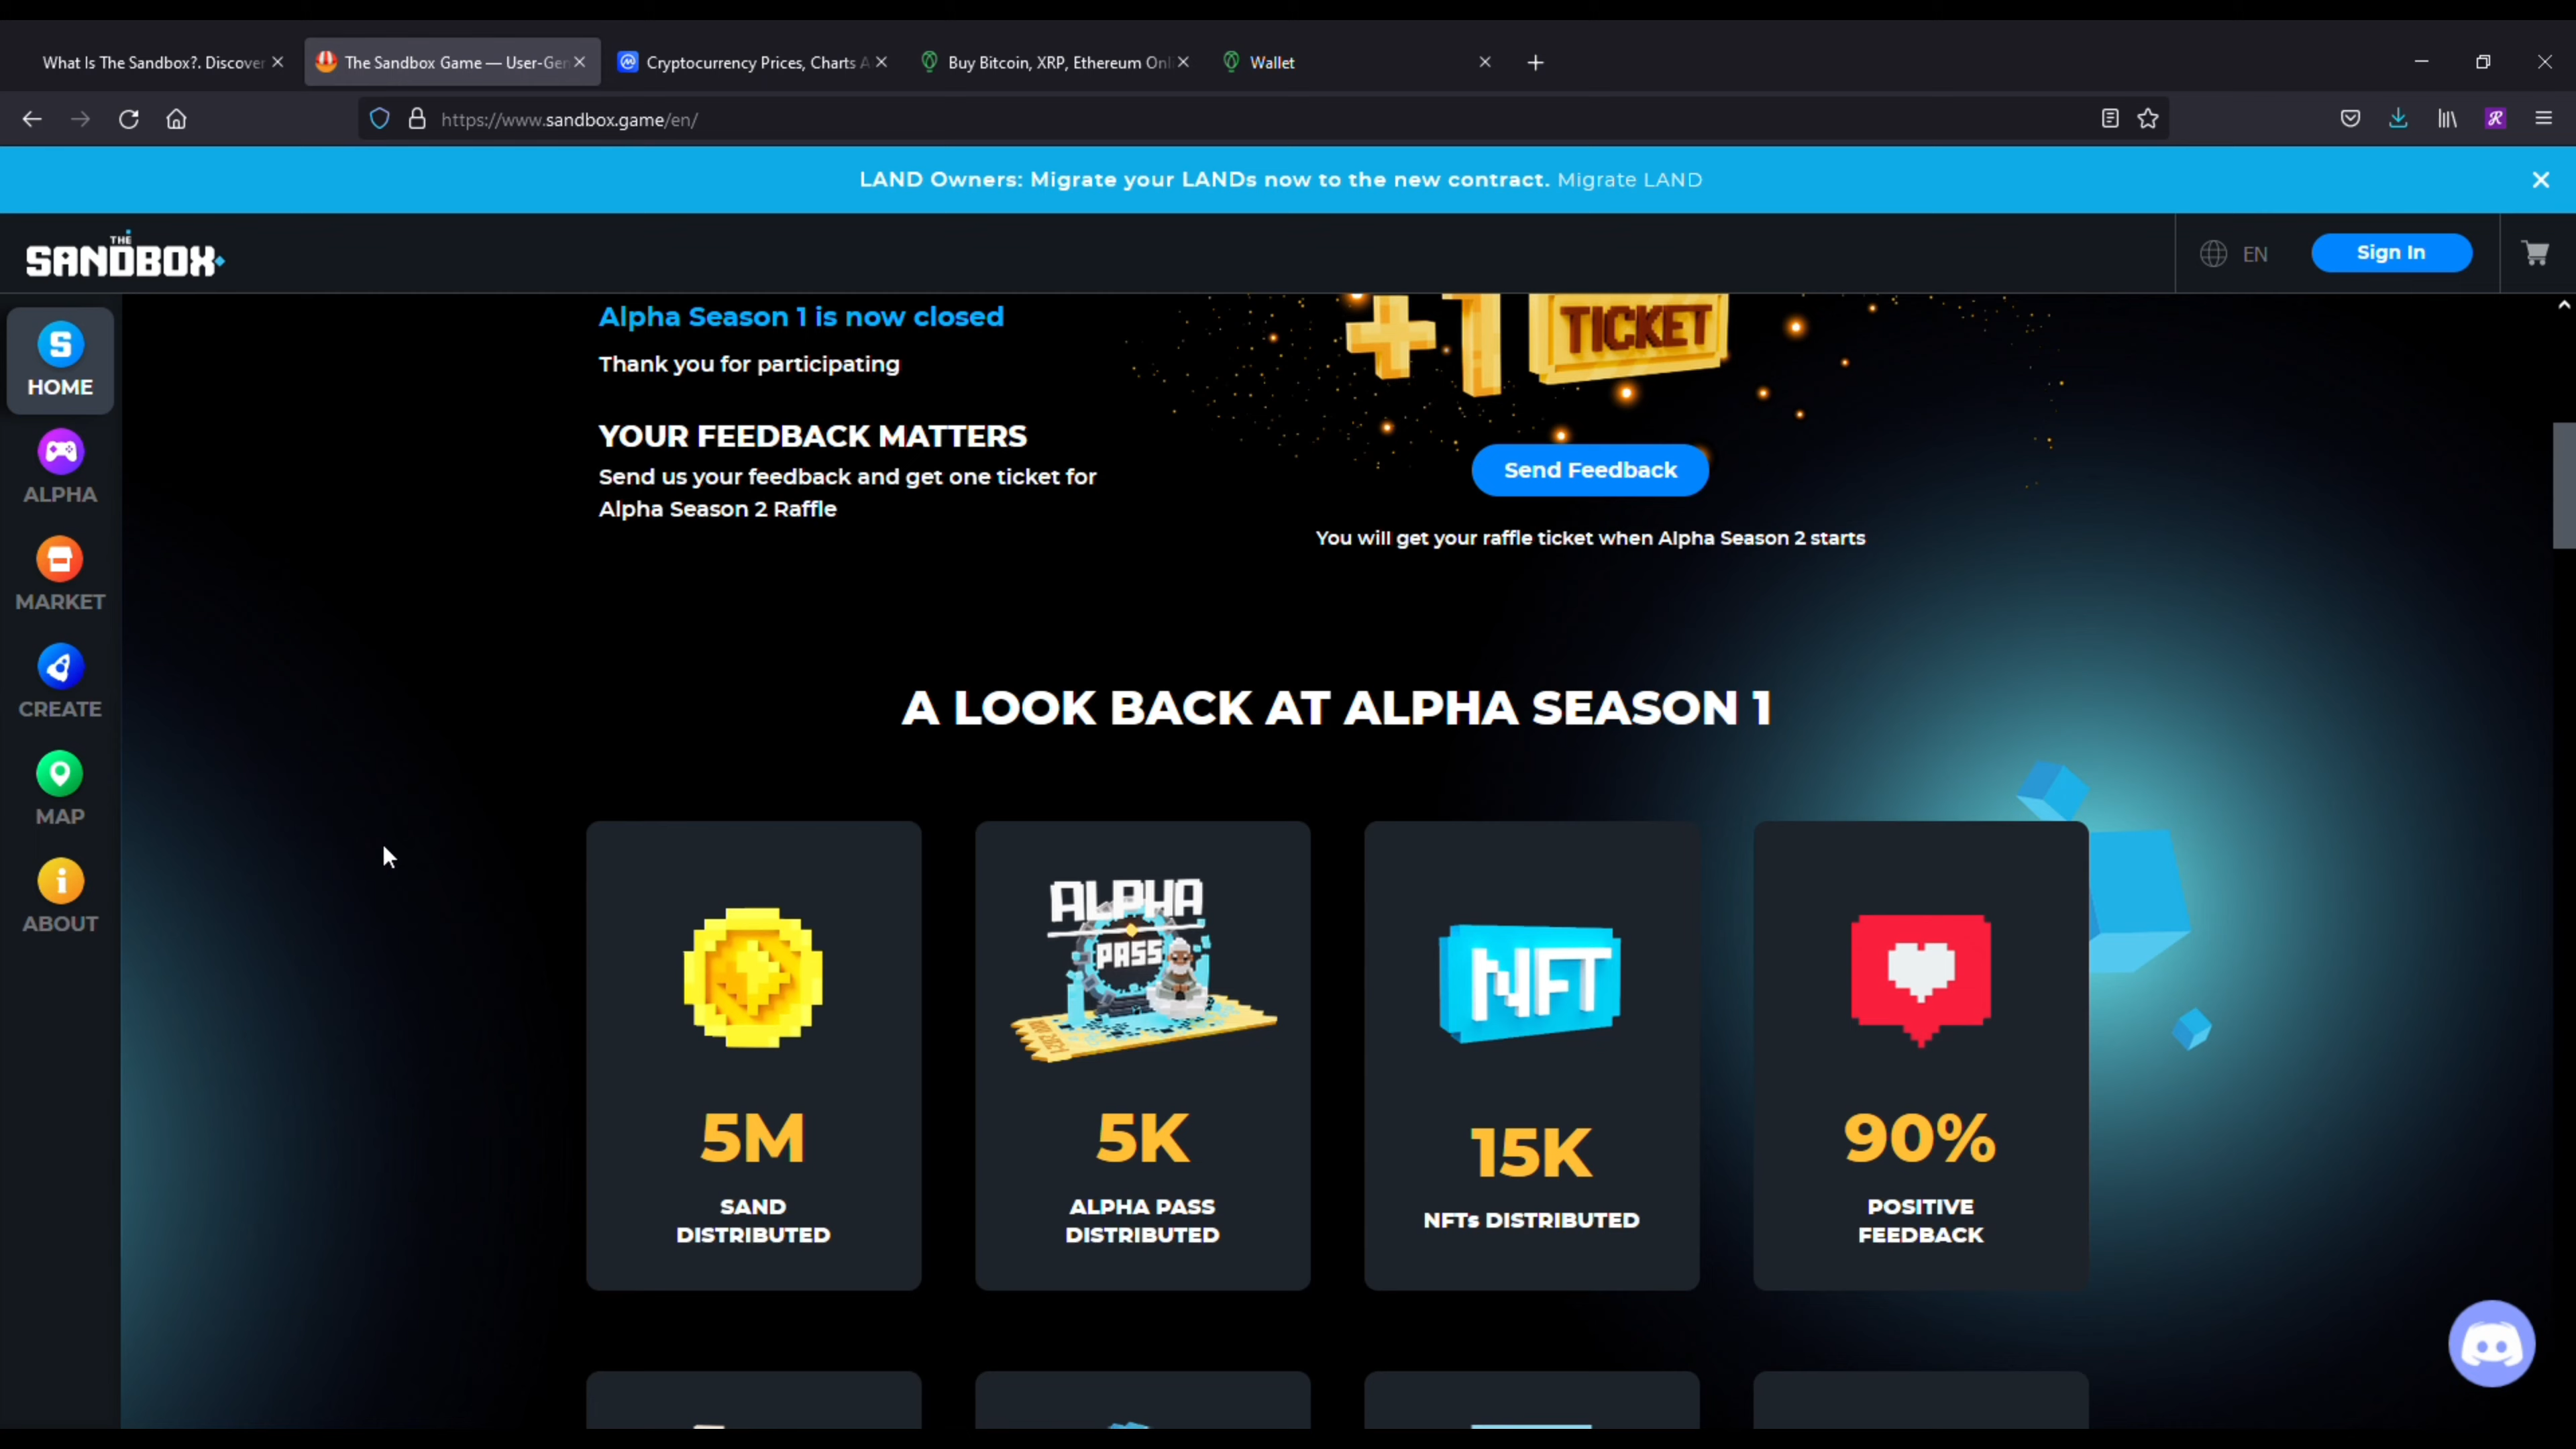 What Is The Sandbox?. Discover
The Sandbox Game — User-Gen
Cryptocurrency Prices, Charts A
Buy Bitcoin, XRP, Ethereum Onli
Wallet
https://www.sandbox.game/en/
LAND Owners: Migrate your LANDs now to the new contract. Migrate LAND
THE
SANDBOX
EN
Sign In
HOME
ALPHA
MARKET
CREATE
MAP
ABOUT
Alpha Season 1 is now closed
Thank you for participating
YOUR FEEDBACK MATTERS
Send us your feedback and get one ticket for
Alpha Season 2 Raffle
+1 TICKET
Send Feedback
You will get your raffle ticket when Alpha Season 2 starts
A LOOK BACK AT ALPHA SEASON 1
ALPHA
PASS
5M
SAND
DISTRIBUTED
5K
ALPHA PASS
DISTRIBUTED
NFT
15K
NFTs DISTRIBUTED
90%
POSITIVE
FEEDBACK